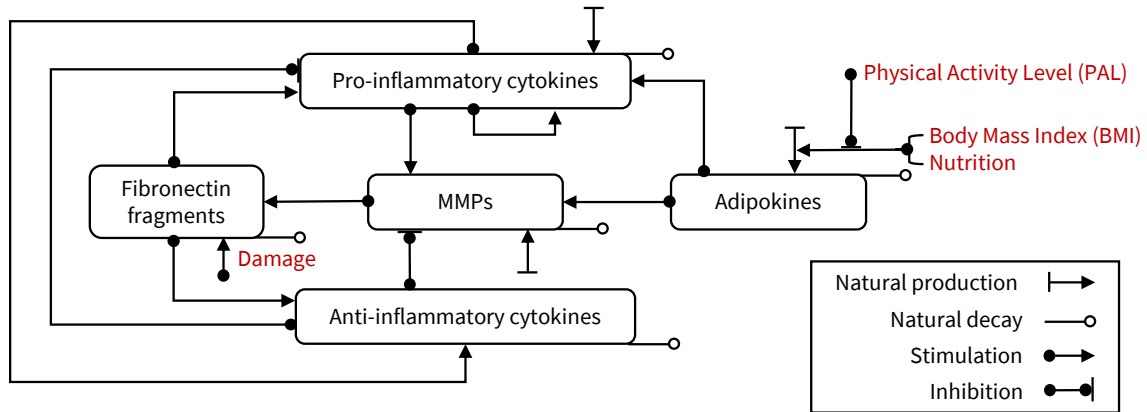 Pro-inflammatory cytokines
Physical Activity Level (PAL)
Body Mass Index (BMI)
Nutrition
Fibronectin
fragments
MMPs
Adipokines
Damage
Anti-inflammatory cytokines
Natural production
Natural decay
Stimulation
Inhibition